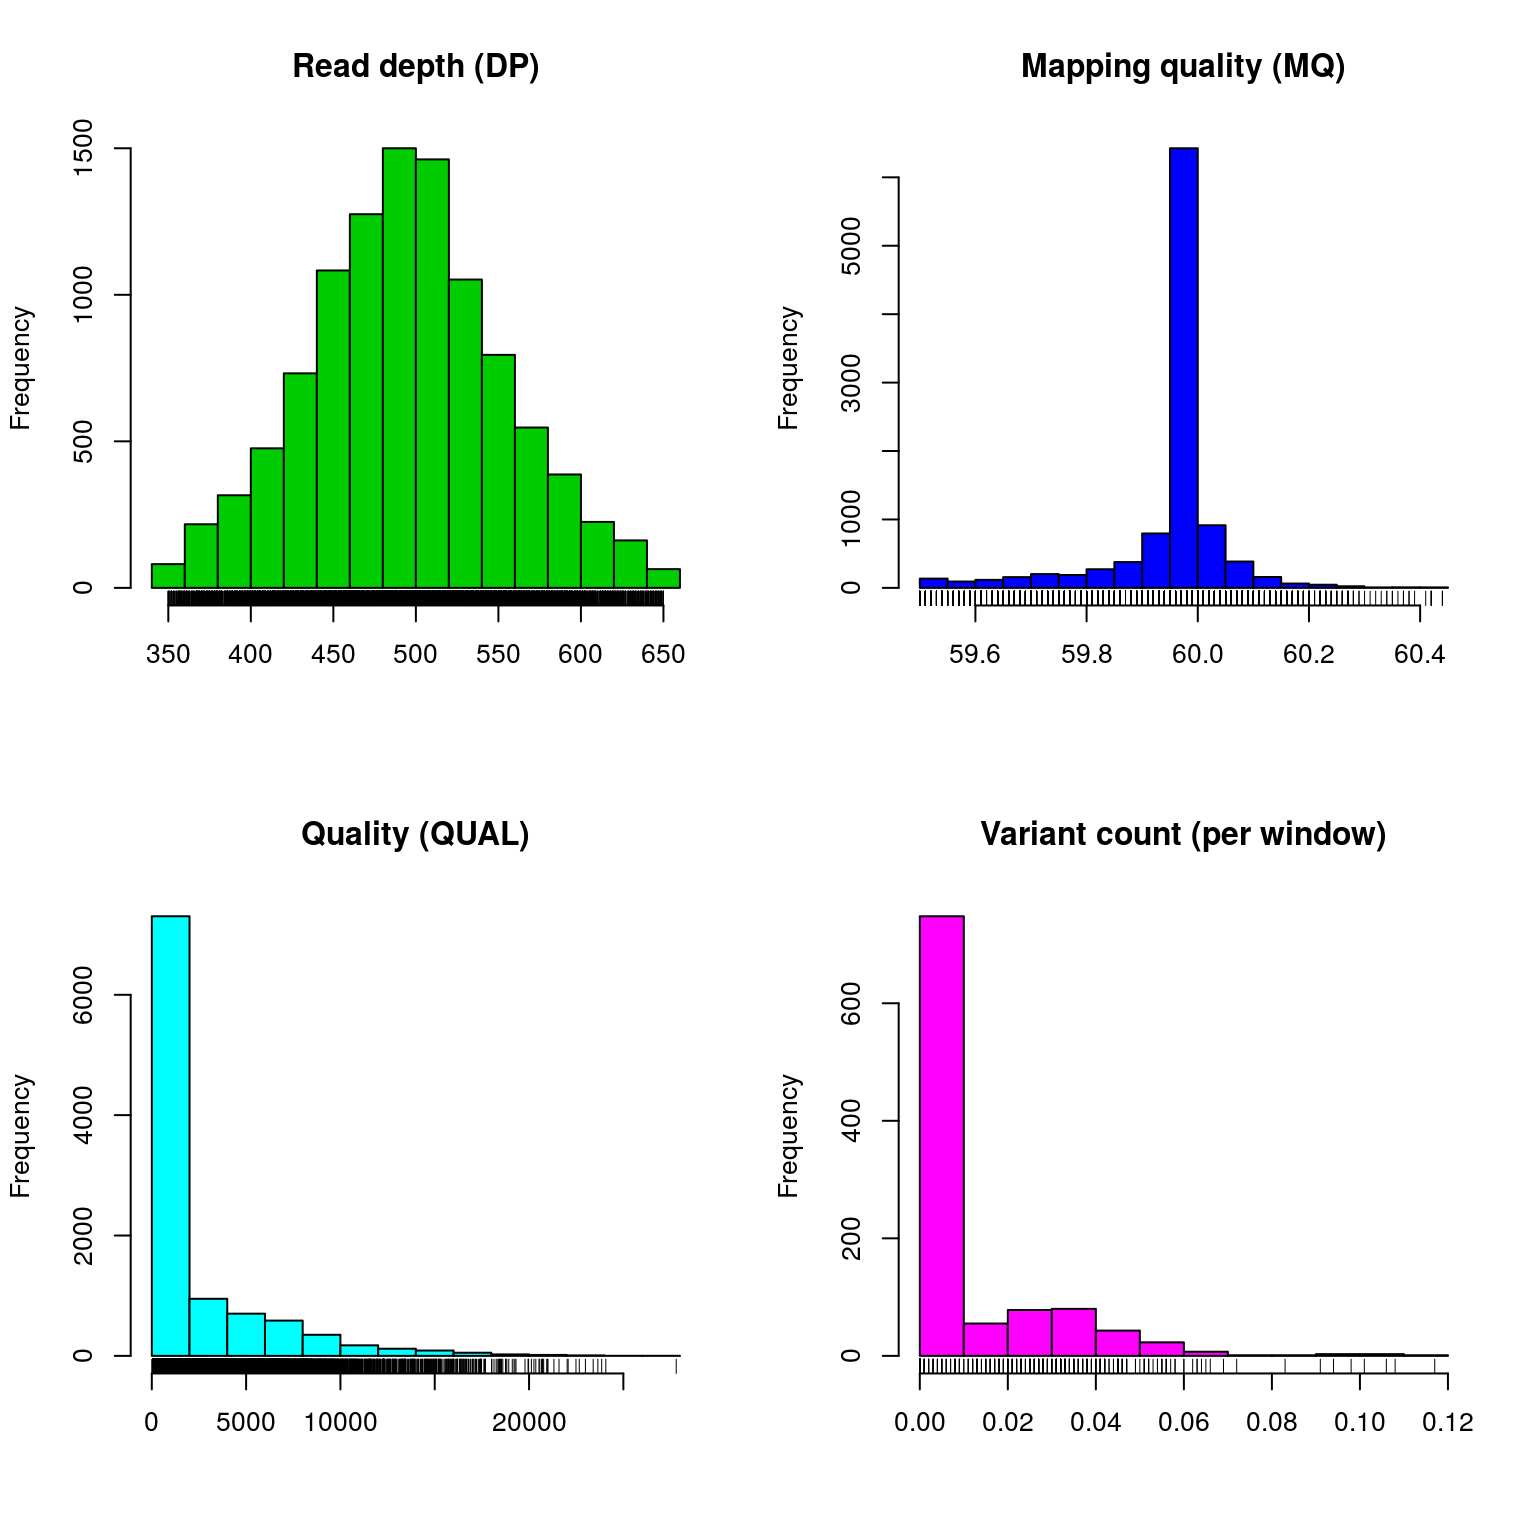 Read depth (DP)
Frequency
1500
1000
500
0
350 400 450 500 550 600 650
Mapping quality (MQ)
Frequency
5000
3000
1000
0
59.6 59.8 60.0 60.2 60.4
Quality (QUAL)
Frequency
6000
4000
2000
0
0 5000 10000 20000
Variant count (per window)
Frequency
600
400
200
0
0.00 0.02 0.04 0.06 0.08 0.10 0.12